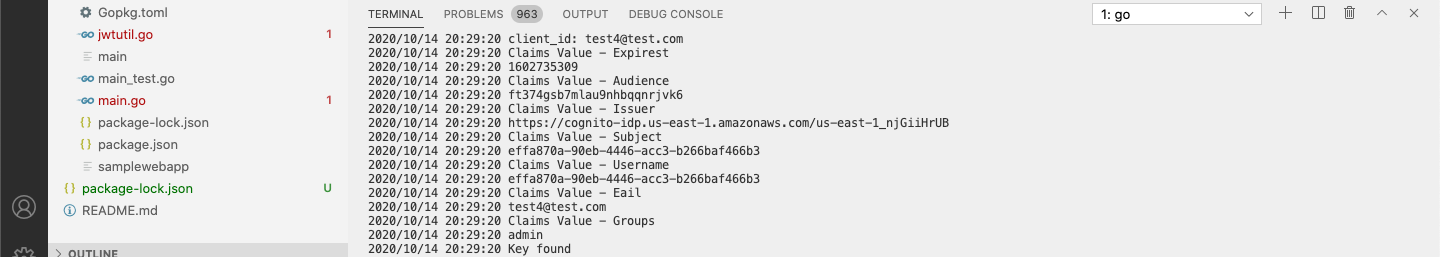 Gopkg.toml
jwtutil.go 1
main
main_test.go
main.go 1
package-lock.json
package.json
samplewebapp
package-lock.json U
README.md
OUTLINE
TERMINAL PROBLEMS 963 OUTPUT DEBUG CONSOLE 1: go
2020/10/14 20:29:20 client_id: test4@test.com
2020/10/14 20:29:20 Claims Value - Expirest
2020/10/14 20:29:20 1602735309
2020/10/14 20:29:20 Claims Value - Audience
2020/10/14 20:29:20 ft374gsb7mlau9nhbqqnrjvk6
2020/10/14 20:29:20 Claims Value - Issuer
2020/10/14 20:29:20 https://cognito-idp.us-east-1.amazonaws.com/us-east-1_njGiiHrUB
2020/10/14 20:29:20 Claims Value - Subject
2020/10/14 20:29:20 effa870a-90eb-4446-acc3-b266baf466b3
2020/10/14 20:29:20 Claims Value - Username
2020/10/14 20:29:20 effa870a-90eb-4446-acc3-b266baf466b3
2020/10/14 20:29:20 Claims Value - Eail
2020/10/14 20:29:20 test4@test.com
2020/10/14 20:29:20 Claims Value - Groups
2020/10/14 20:29:20 admin
2020/10/14 20:29:20 Key found